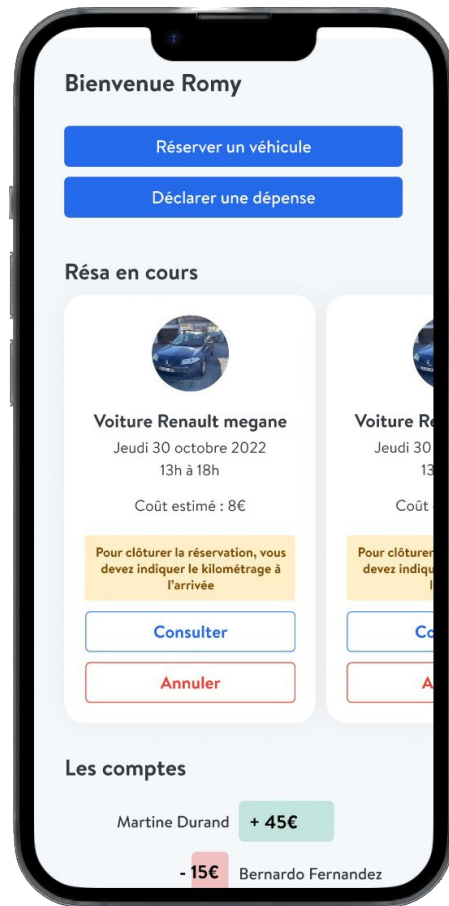 Bienvenue Romy
Réserver un véhicule
Déclarer une dépense
Résa en cours
Voiture Renault megane
Jeudi 30 octobre 2022
13h à 18h
Coût estimé : 8€
Pour clôturer la réservation, vous
devez indiquer le kilométrage à
l'arrivée
Consulter
Annuler
Voiture Re
Jeudi 30
13
Coût
Pour clôturer
devez indiqu
l
Co
A
Les comptes
Martine Durand + 45€
- 15€ Bernardo Fernandez